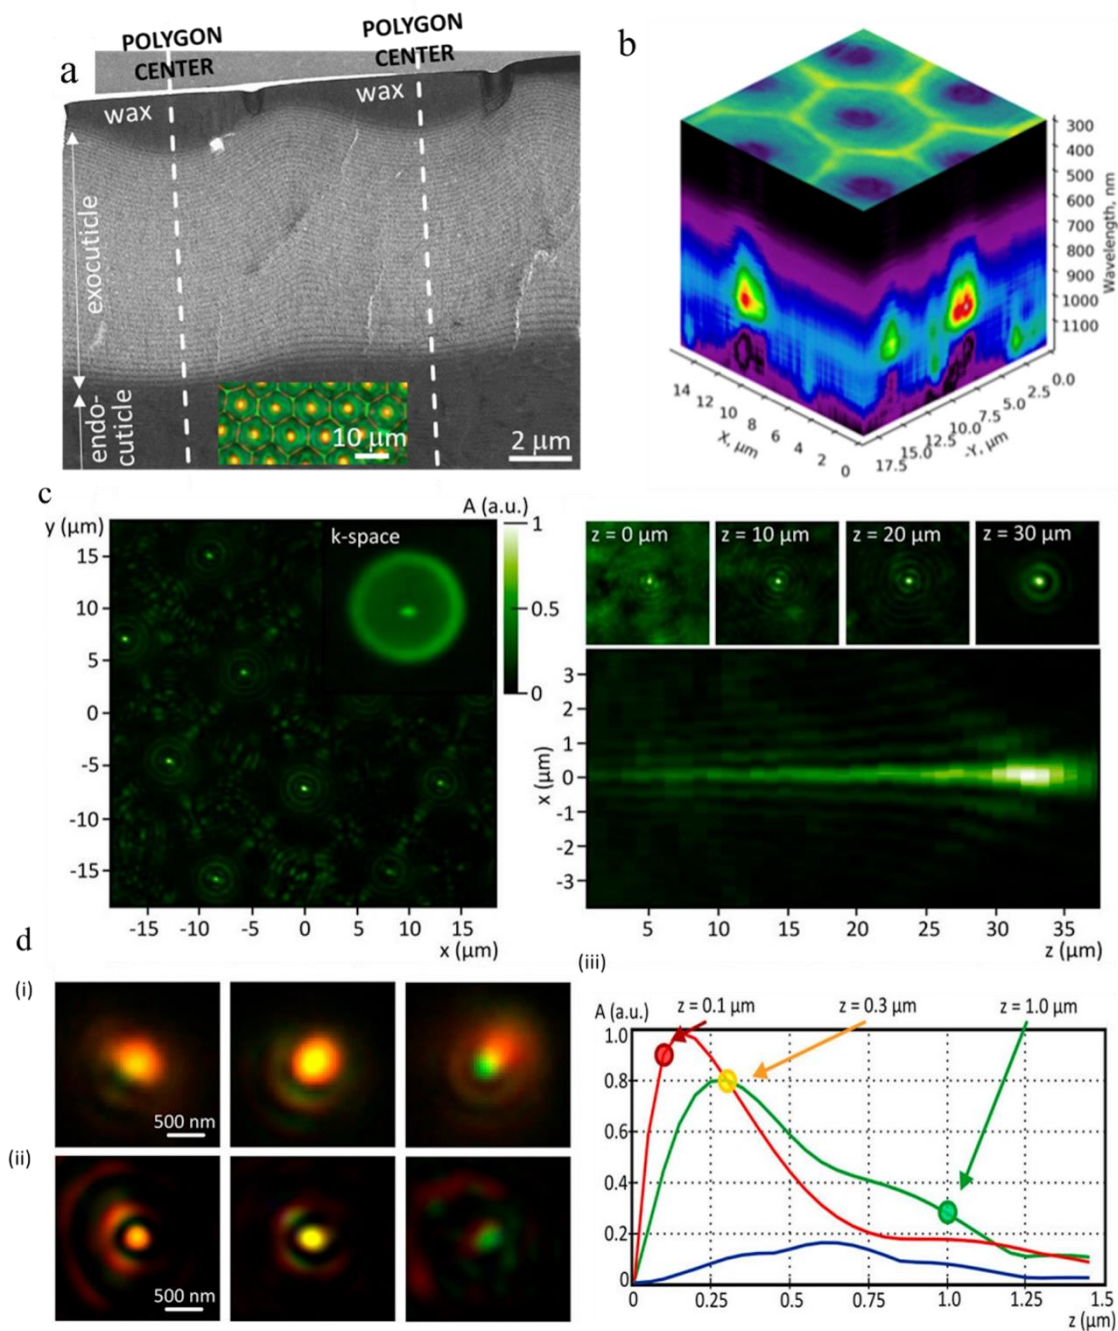 a
POLYGON
CENTER
POLYGON
CENTER
wax
wax
exocuticle
endo-
cuticle
10 μm
2 μm
b
300
400
500
600
700
800
900
1000
1100
Wavelength, nm
14
12
10
8
6
4
2
0
X, μm
17.5
15.0
12.5
10.0
7.5
5.0
2.5
0.0
-Y, μm
c
y (μm)
15
10
5
0
-5
-10
-15
-15
-10
-5
0
5
10
15
x (μm)
k-space
A (a.u.)
1
0.5
0
z = 0 μm
z = 10 μm
z = 20 μm
z = 30 μm
x (μm)
3
2
1
0
-1
-2
-3
5
10
15
20
25
30
35
z (μm)
d
(i)
500 nm
(ii)
500 nm
(iii)
A (a.u.)
z = 0.1 μm
z = 0.3 μm
z = 1.0 μm
1.0
0.8
0.6
0.4
0.2
0
0
0.25
0.5
0.75
1.0
1.25
1.5
z (μm)